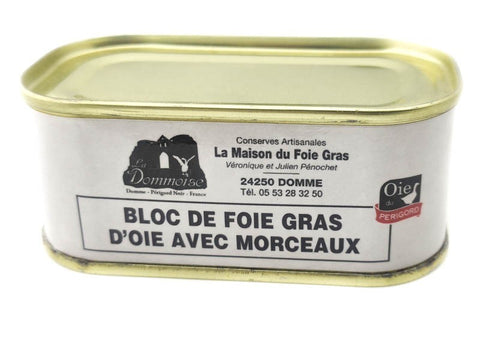 La
Dommoise
Domme - Périgord Noir - France
Conserves Artisanales
La Maison du Foie Gras
Véronique et Julien Pénochet
24250 DOMME
Tél. 05 53 28 32 50
Oie
du
PÉRIGORD
BLOC DE FOIE GRAS
D'OIE AVEC MORCEAUX